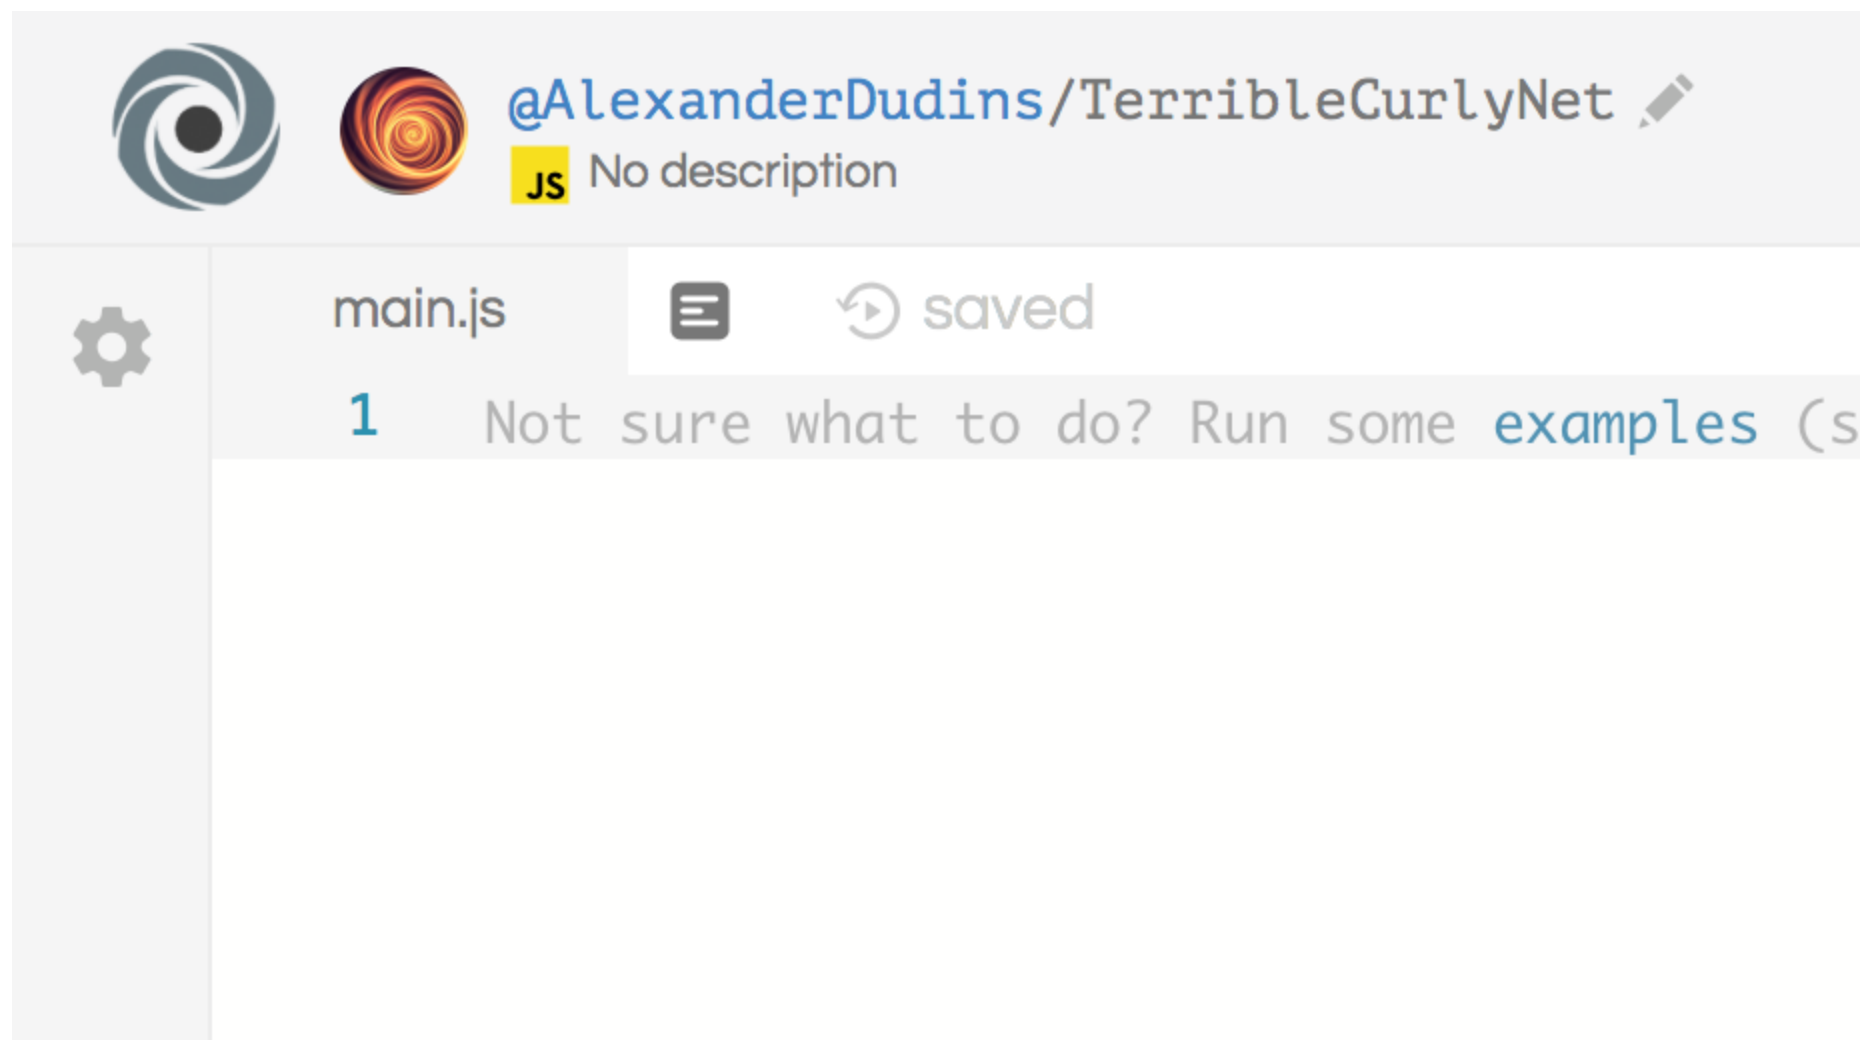 @AlexanderDudins/TerribleCurlyNet
JS No description
main.js saved
1 Not sure what to do? Run some examples (s